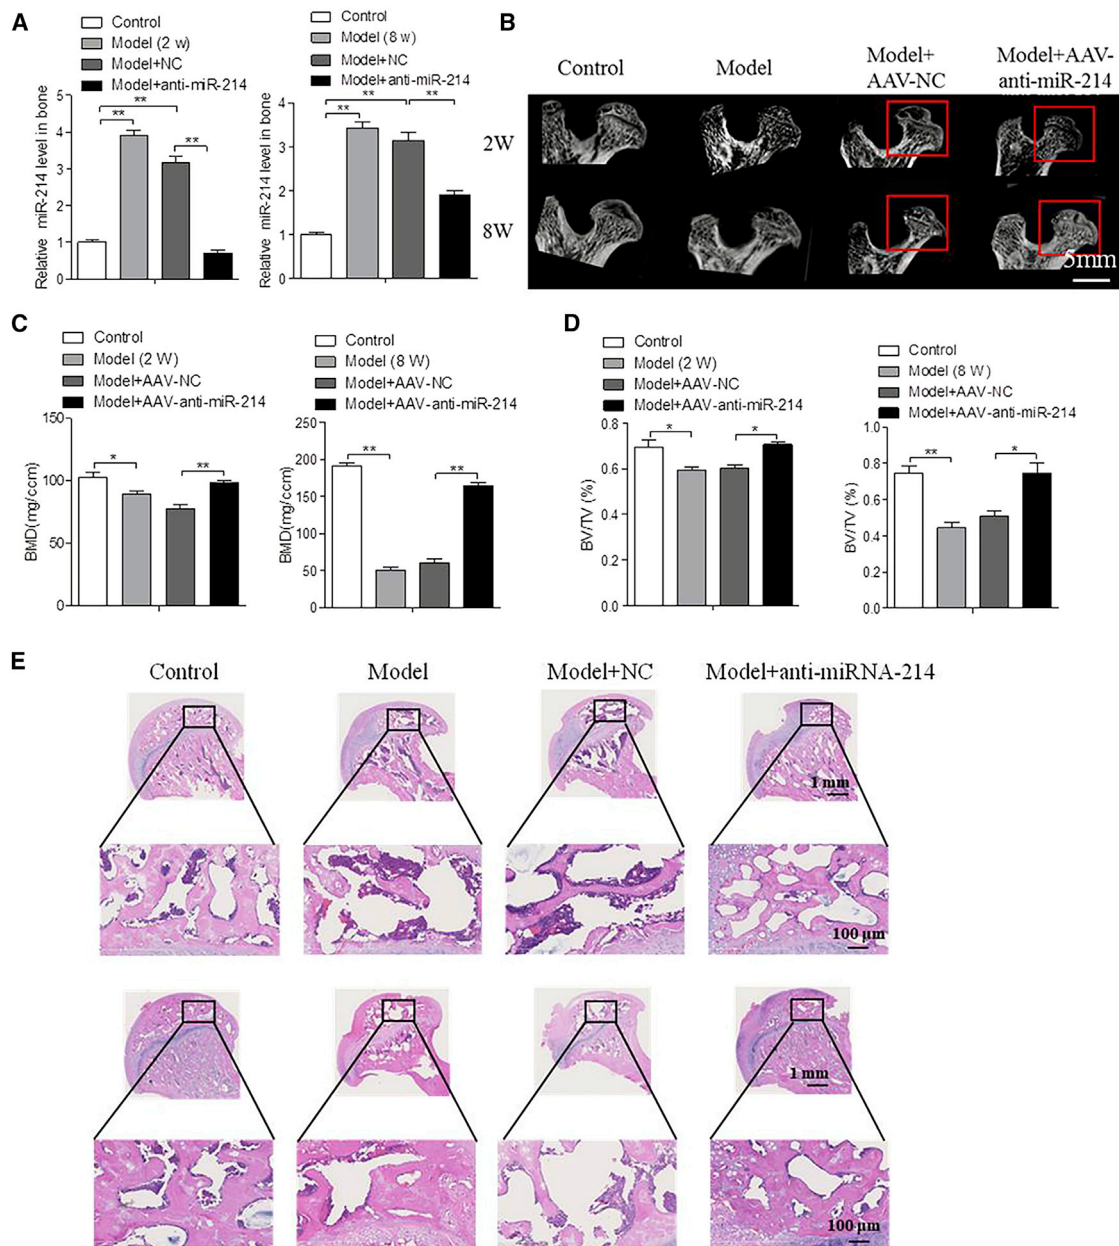 A
Control
Model (2 w)
Model+NC
Model+anti-miR-214
Relative miR-214 level in bone
5
4
3
2
1
0
**
**
**
Control
Model (8 w)
Model+NC
Model+anti-miR-214
Relative miR-214 level in bone
4
3
2
1
0
**
**
**
B
Control
Model
Model+
AAV-NC
Model+AAV-
anti-miR-214
2W
8W
5mm
C
Control
Model (2 W)
Model+AAV-NC
Model+AAV-anti-miR-214
BMD(mg/ccm)
150
100
50
0
*
**
Control
Model (8 W)
Model+AAV-NC
Model+AAV-anti-miR-214
BMD(mg/ccm)
250
200
150
100
50
0
**
**
D
Control
Model (2 W)
Model+AAV-NC
Model+AAV-anti-miR-214
BV/TV (%)
0.8
0.6
0.4
0.2
0.0
*
*
Control
Model (8 W)
Model+AAV-NC
Model+AAV-anti-miR-214
BV/TV (%)
1.0
0.8
0.6
0.4
0.2
0.0
**
*
E
Control
Model
Model+NC
Model+anti-miRNA-214
1 mm
100 µm
1 mm
100 µm